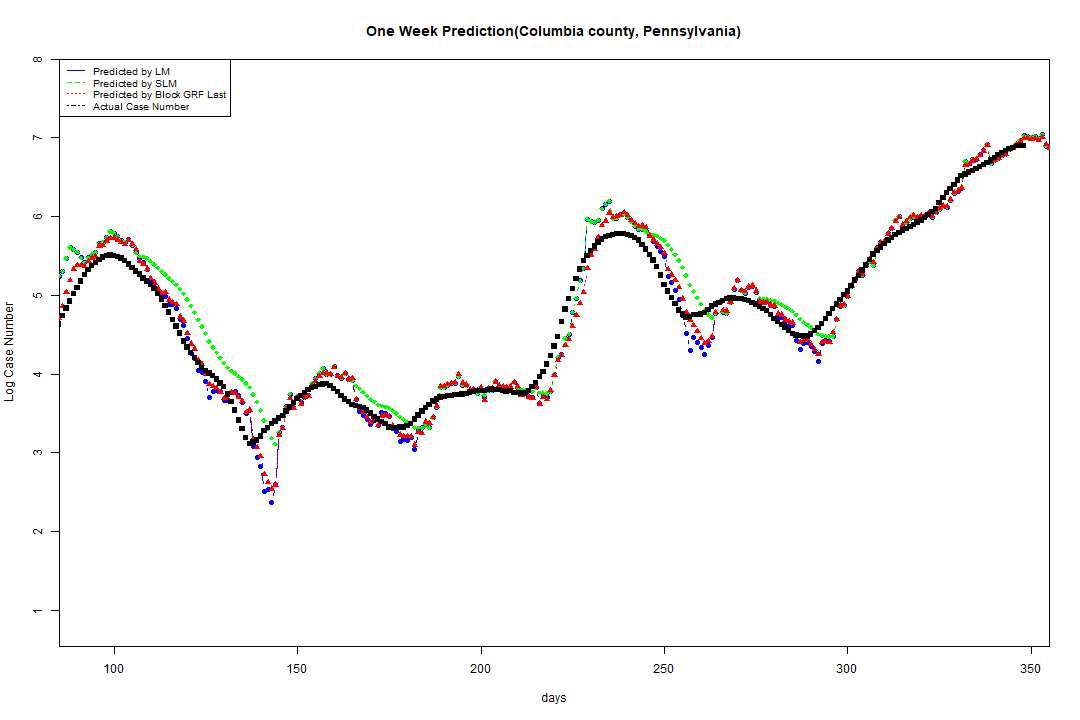 One Week Prediction(Columbia county, Pennsylvania)
Predicted by LM
Predicted by SLM
Predicted by Block GRF Last
Actual Case Number
8
7
6
5
4
3
2
1
Log Case Number
100 150 200 250 300 350
days